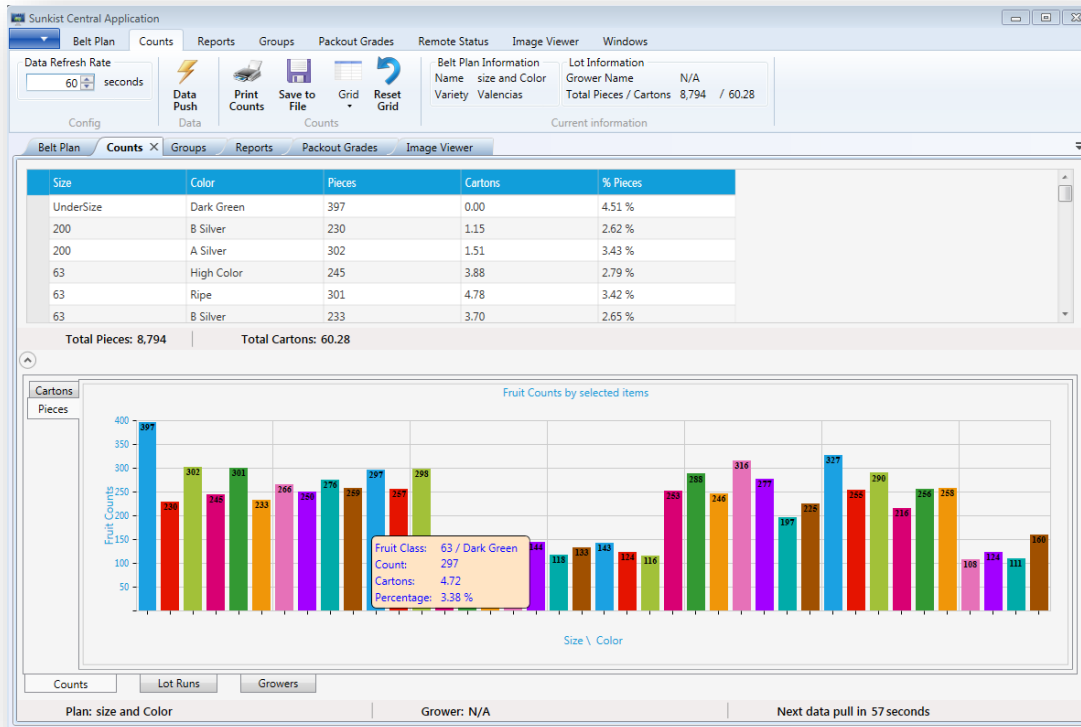 Sunkist Central Application
Belt Plan Counts Reports Groups Packout Grades Remote Status Image Viewer Windows
Data Refresh Rate
60 seconds
Config
Data Push
Data
Print Counts
Save to File
Grid
Reset Grid
Counts
Belt Plan Information
Name size and Color
Variety Valencias
Lot Information
Grower Name N/A
Total Pieces / Cartons 8,794 / 60.28
Current information
Belt Plan Counts Groups Reports Packout Grades Image Viewer
Size Color Pieces Cartons % Pieces
UnderSize Dark Green 397 0.00 4.51 %
200 B Silver 230 1.15 2.62 %
200 A Silver 302 1.51 3.43 %
63 High Color 245 3.88 2.79 %
63 Ripe 301 4.78 3.42 %
63 B Silver 233 3.70 2.65 %
Total Pieces: 8,794 Total Cartons: 60.28
Cartons
Pieces
Fruit Counts by selected items
Fruit Counts
400
350
300
250
200
150
100
50
397 230 302 245 301 233 266 250 276 259 297 257 298 144 118 133 143 124 116 253 288 246 316 277 197 225 327 255 290 216 256 258 108 124 111 160
Fruit Class: 63 / Dark Green
Count: 297
Cartons: 4.72
Percentage: 3.38 %
Size \ Color
Counts Lot Runs Growers
Plan: size and Color Grower: N/A Next data pull in 57 seconds